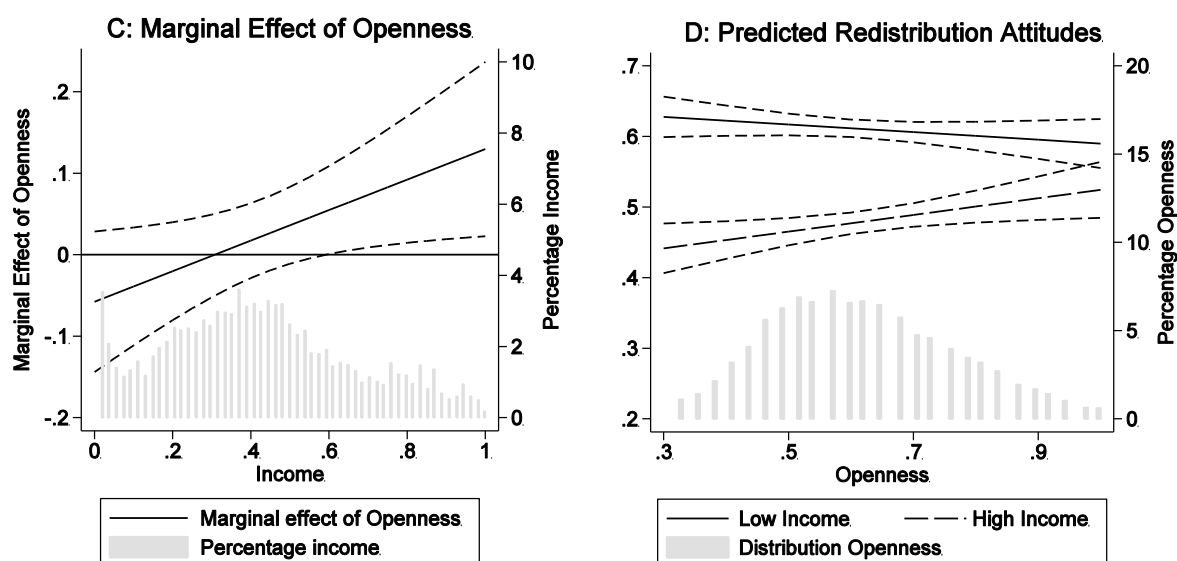 C: Marginal Effect of Openness
Marginal Effect of Openness
.2
.1
0
-.1
-.2
10
8
6
4
2
0
Percentage Income
0 .2 .4 .6 .8 1
Income
Marginal effect of Openness
Percentage income
D: Predicted Redistribution Attitudes
.7
.6
.5
.4
.3
.2
20
15
10
5
0
Percentage Openness
.3 .5 .7 .9
Openness
Low Income High Income
Distribution Openness